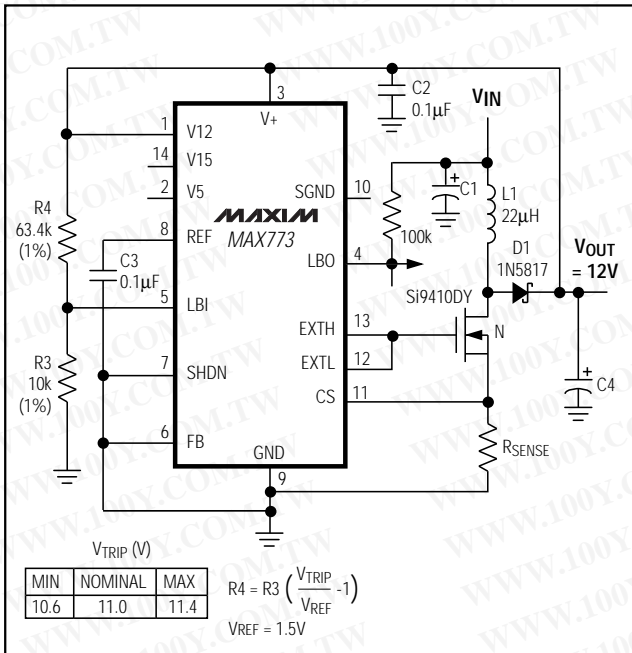 WWW.100Y.COM.TW
3
V+
C2
0.1µF
VIN
1
V12
14
V15
2
V5
SGND
10
C1
L1
22µH
R4
63.4k
(1%)
8
REF
MAXIM
MAX773
100k
D1
1N5817
VOUT
= 12V
C3
0.1µF
LBO
4
Si9410DY
5
LBI
EXTH
13
N
R3
10k
(1%)
7
SHDN
EXTL
12
CS
11
C4
6
FB
GND
9
RSENSE
VTRIP (V)
MIN NOMINAL MAX
10.6 11.0 11.4
R4 = R3 ( VTRIP / VREF -1)
VREF = 1.5V